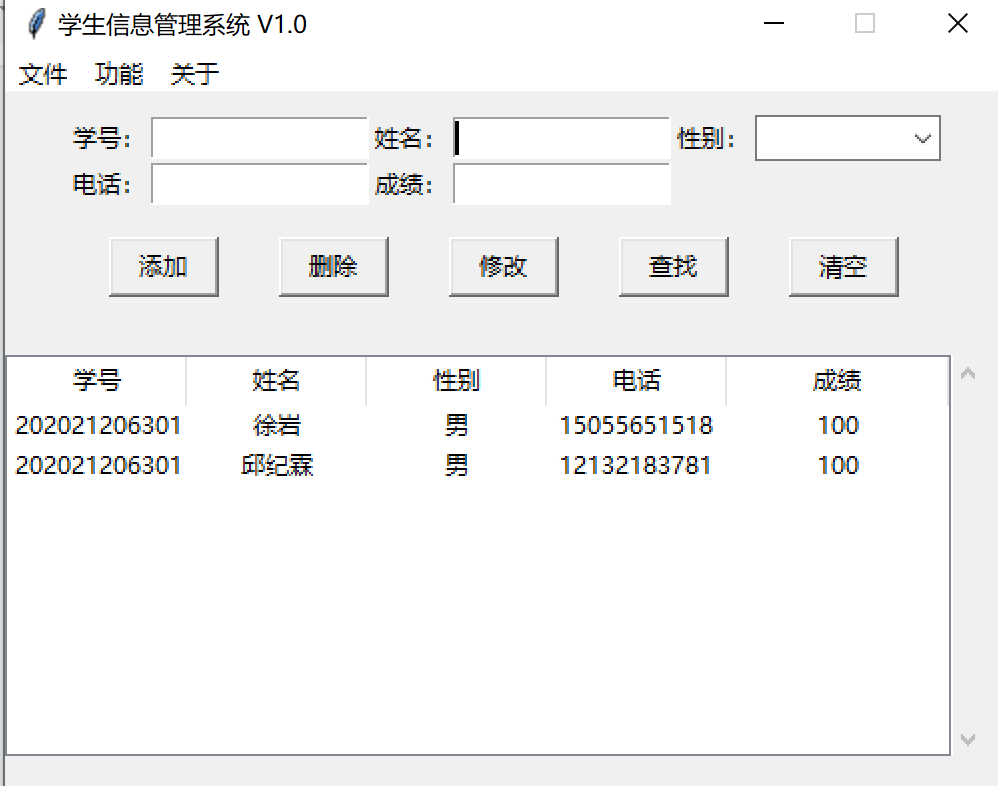 学生信息管理系统 V1.0
文件 功能 关于
学号： 姓名： 性别：
电话： 成绩：
添加 删除 修改 查找 清空
学号 姓名 性别 电话 成绩
202021206301 徐岩 男 15055651518 100
202021206301 邱纪霖 男 12132183781 100